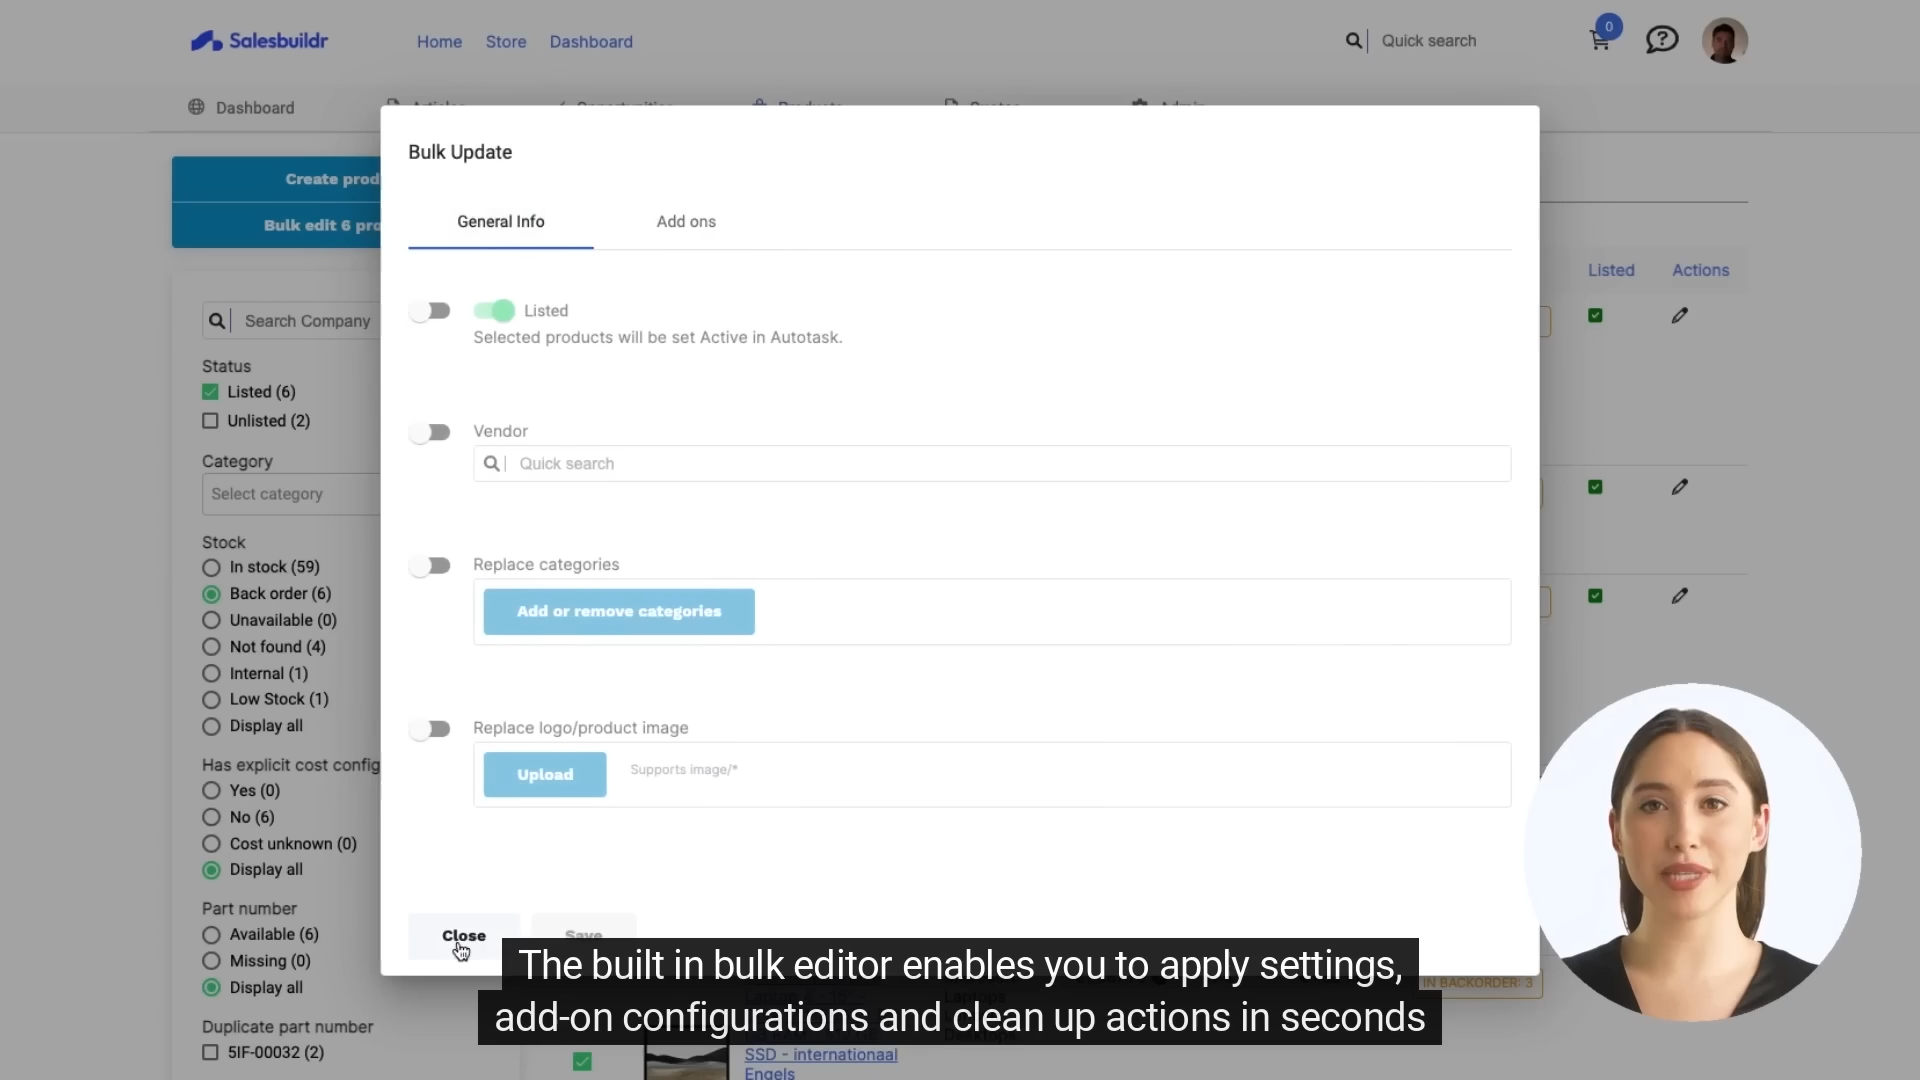 Salesbuildr
Home
Store
Dashboard
Quick search
0
Dashboard
Articles
Opportunities
Products
Quotes
Admin
Create prod
Bulk edit 6 pro
Search Company
Status
Listed (6)
Unlisted (2)
Category
Select category
Stock
In stock (59)
Back order (6)
Unavailable (0)
Not found (4)
Internal (1)
Low Stock (1)
Display all
Has explicit cost config
Yes (0)
No (6)
Cost unknown (0)
Display all
Part number
Available (6)
Missing (0)
Display all
Duplicate part number
5IF-00032 (2)
Bulk Update
General Info
Add ons
Listed
Selected products will be set Active in Autotask.
Vendor
Quick search
Replace categories
Add or remove categories
Replace logo/product image
Upload
Supports image/*
Close
Save
Listed
Actions
IN BACKORDER: 3
The built in bulk editor enables you to apply settings,
add-on configurations and clean up actions in seconds
SSD - internationaal
Engels